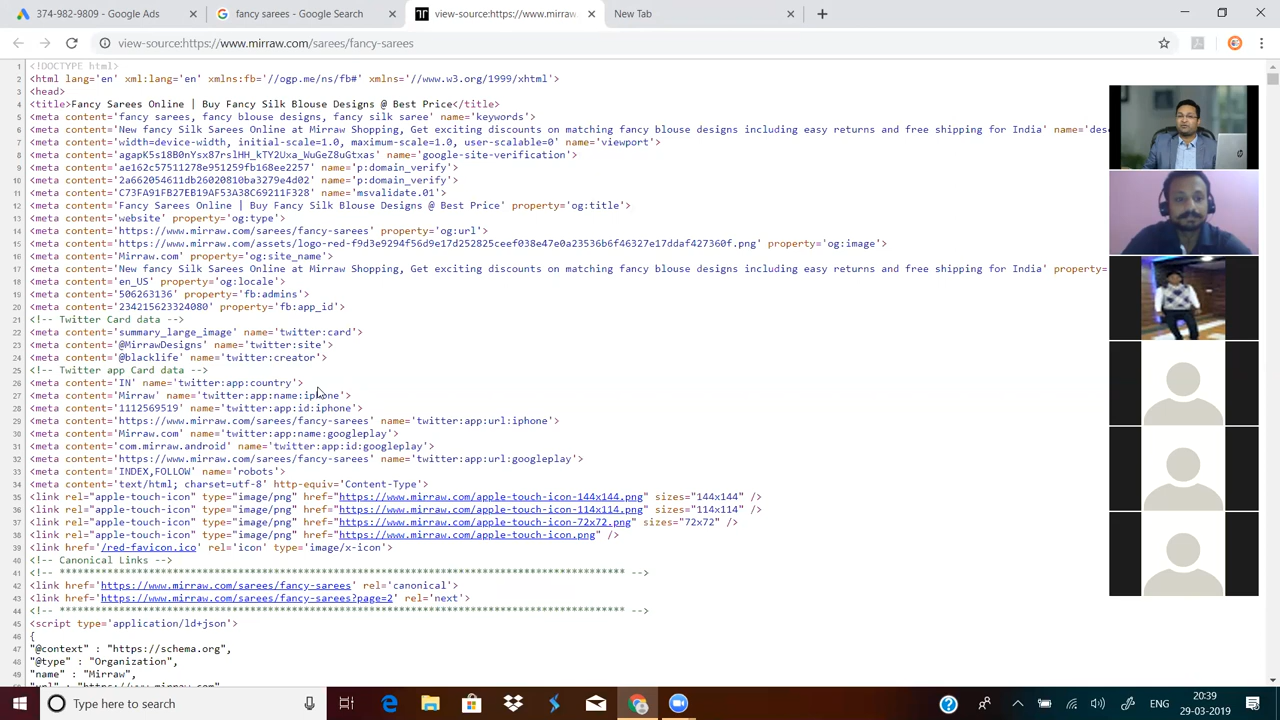 374-982-9809 - Google Ads
fancy sarees - Google Search
view-source:https://www.mirraw.
New Tab
view-source:https://www.mirraw.com/sarees/fancy-sarees
1 <!DOCTYPE html>
2 <html lang='en' xml:lang='en' xmlns:fb='//ogp.me/ns/fb#' xmlns='//www.w3.org/1999/xhtml'>
3 <head>
4 <title>Fancy Sarees Online | Buy Fancy Silk Blouse Designs @ Best Price</title>
5 <meta content='fancy sarees, fancy blouse designs, fancy silk saree' name='keywords'>
6 <meta content='New fancy Silk Sarees Online at Mirraw Shopping, Get exciting discounts on matching fancy blouse designs including easy returns and free shipping for India' name='desc
7 <meta content='width=device-width, initial-scale=1.0, maximum-scale=1.0, user-scalable=0' name='viewport'>
8 <meta content='agapK5s18B0nYsx87rslHH_kTY2Uxa_WuGeZ8uGtxas' name='google-site-verification'>
9 <meta content='ae162c57511278e951259fb168ee2257' name='p:domain_verify'>
10 <meta content='2a662054611db26020810ba3279e4d02' name='p:domain_verify'>
11 <meta content='C73FA91FB27EB19AF53A38C69211F328' name='msvalidate.01'>
12 <meta content='Fancy Sarees Online | Buy Fancy Silk Blouse Designs @ Best Price' property='og:title'>
13 <meta content='website' property='og:type'>
14 <meta content='https://www.mirraw.com/sarees/fancy-sarees' property='og:url'>
15 <meta content='https://www.mirraw.com/assets/logo-red-f9d3e9294f56d9e17d252825ceef038e47e0a23536b6f46327e17ddaf427360f.png' property='og:image'>
16 <meta content='Mirraw.com' property='og:site_name'>
17 <meta content='New fancy Silk Sarees Online at Mirraw Shopping, Get exciting discounts on matching fancy blouse designs including easy returns and free shipping for India' property=
18 <meta content='en_US' property='og:locale'>
19 <meta content='506263136' property='fb:admins'>
20 <meta content='234215623324080' property='fb:app_id'>
21 <!-- Twitter Card data -->
22 <meta content='summary_large_image' name='twitter:card'>
23 <meta content='@MirrawDesigns' name='twitter:site'>
24 <meta content='@blacklife' name='twitter:creator'>
25 <!-- Twitter app Card data -->
26 <meta content='IN' name='twitter:app:country'>
27 <meta content='Mirraw' name='twitter:app:name:iphone'>
28 <meta content='1112569519' name='twitter:app:id:iphone'>
29 <meta content='https://www.mirraw.com/sarees/fancy-sarees' name='twitter:app:url:iphone'>
30 <meta content='Mirraw.com' name='twitter:app:name:googleplay'>
31 <meta content='com.mirraw.android' name='twitter:app:id:googleplay'>
32 <meta content='https://www.mirraw.com/sarees/fancy-sarees' name='twitter:app:url:googleplay'>
33 <meta content='INDEX,FOLLOW' name='robots'>
34 <meta content='text/html; charset=utf-8' http-equiv='Content-Type'>
35 <link rel="apple-touch-icon" type="image/png" href="https://www.mirraw.com/apple-touch-icon-144x144.png" sizes="144x144" />
36 <link rel="apple-touch-icon" type="image/png" href="https://www.mirraw.com/apple-touch-icon-114x114.png" sizes="114x114" />
37 <link rel="apple-touch-icon" type="image/png" href="https://www.mirraw.com/apple-touch-icon-72x72.png" sizes="72x72" />
38 <link rel="apple-touch-icon" type="image/png" href="https://www.mirraw.com/apple-touch-icon.png" />
39 <link href='/red-favicon.ico' rel='icon' type='image/x-icon'>
40 <!-- Canonical Links -->
41 <!-- ******************************************************************************** -->
42 <link href='https://www.mirraw.com/sarees/fancy-sarees' rel='canonical'>
43 <link href='https://www.mirraw.com/sarees/fancy-sarees?page=2' rel='next'>
44 <!-- ******************************************************************************** -->
45 <script type='application/ld+json'>
46 {
47 "@context" : "https://schema.org",
48 "@type" : "Organization",
49 "name" : "Mirraw",
Type here to search
ENG
20:39
29-03-2019